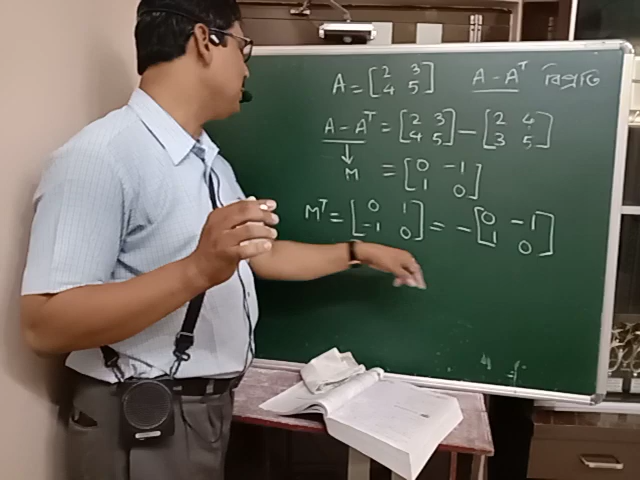 A = [2 3 4 5] A - Aᵀ বিপ্রতি
A - Aᵀ = [2 3 4 5] - [2 4 3 5]
M = [0 -1 1 0]
Mᵀ = [0 1 -1 0] = -[0 -1 1 0]